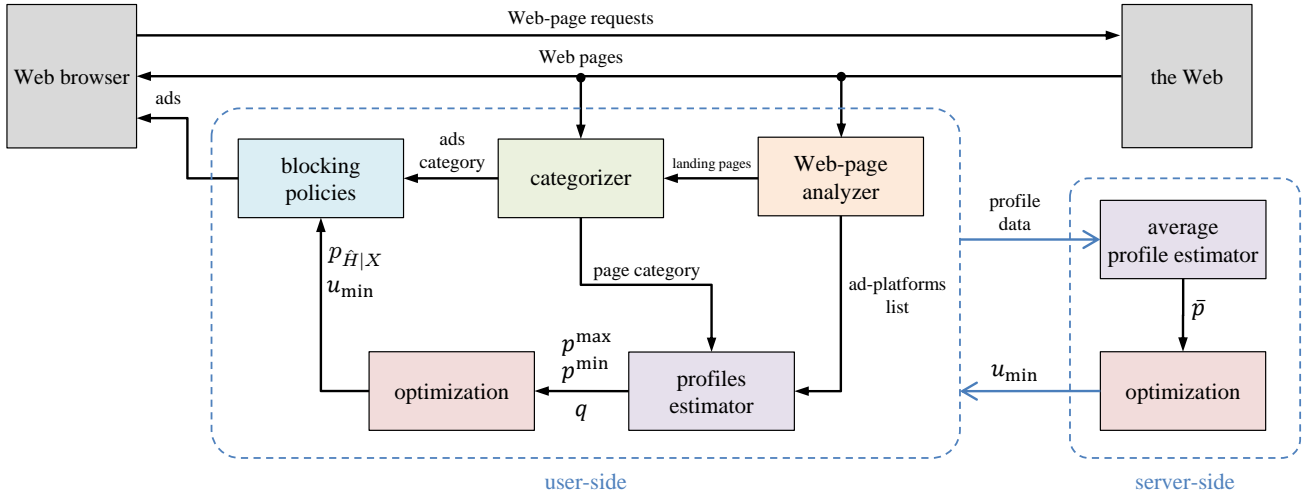 Web-page requests
Web browser
Web pages
the Web
ads
blocking
policies
ads
category
categorizer
landing pages
Web-page
analyzer
profile
data
average
profile estimator
p_{Ĥ|X}
u_min
page category
ad-platforms
list
p̄
optimization
p^max
p^min
q
profiles
estimator
u_min
optimization
user-side
server-side